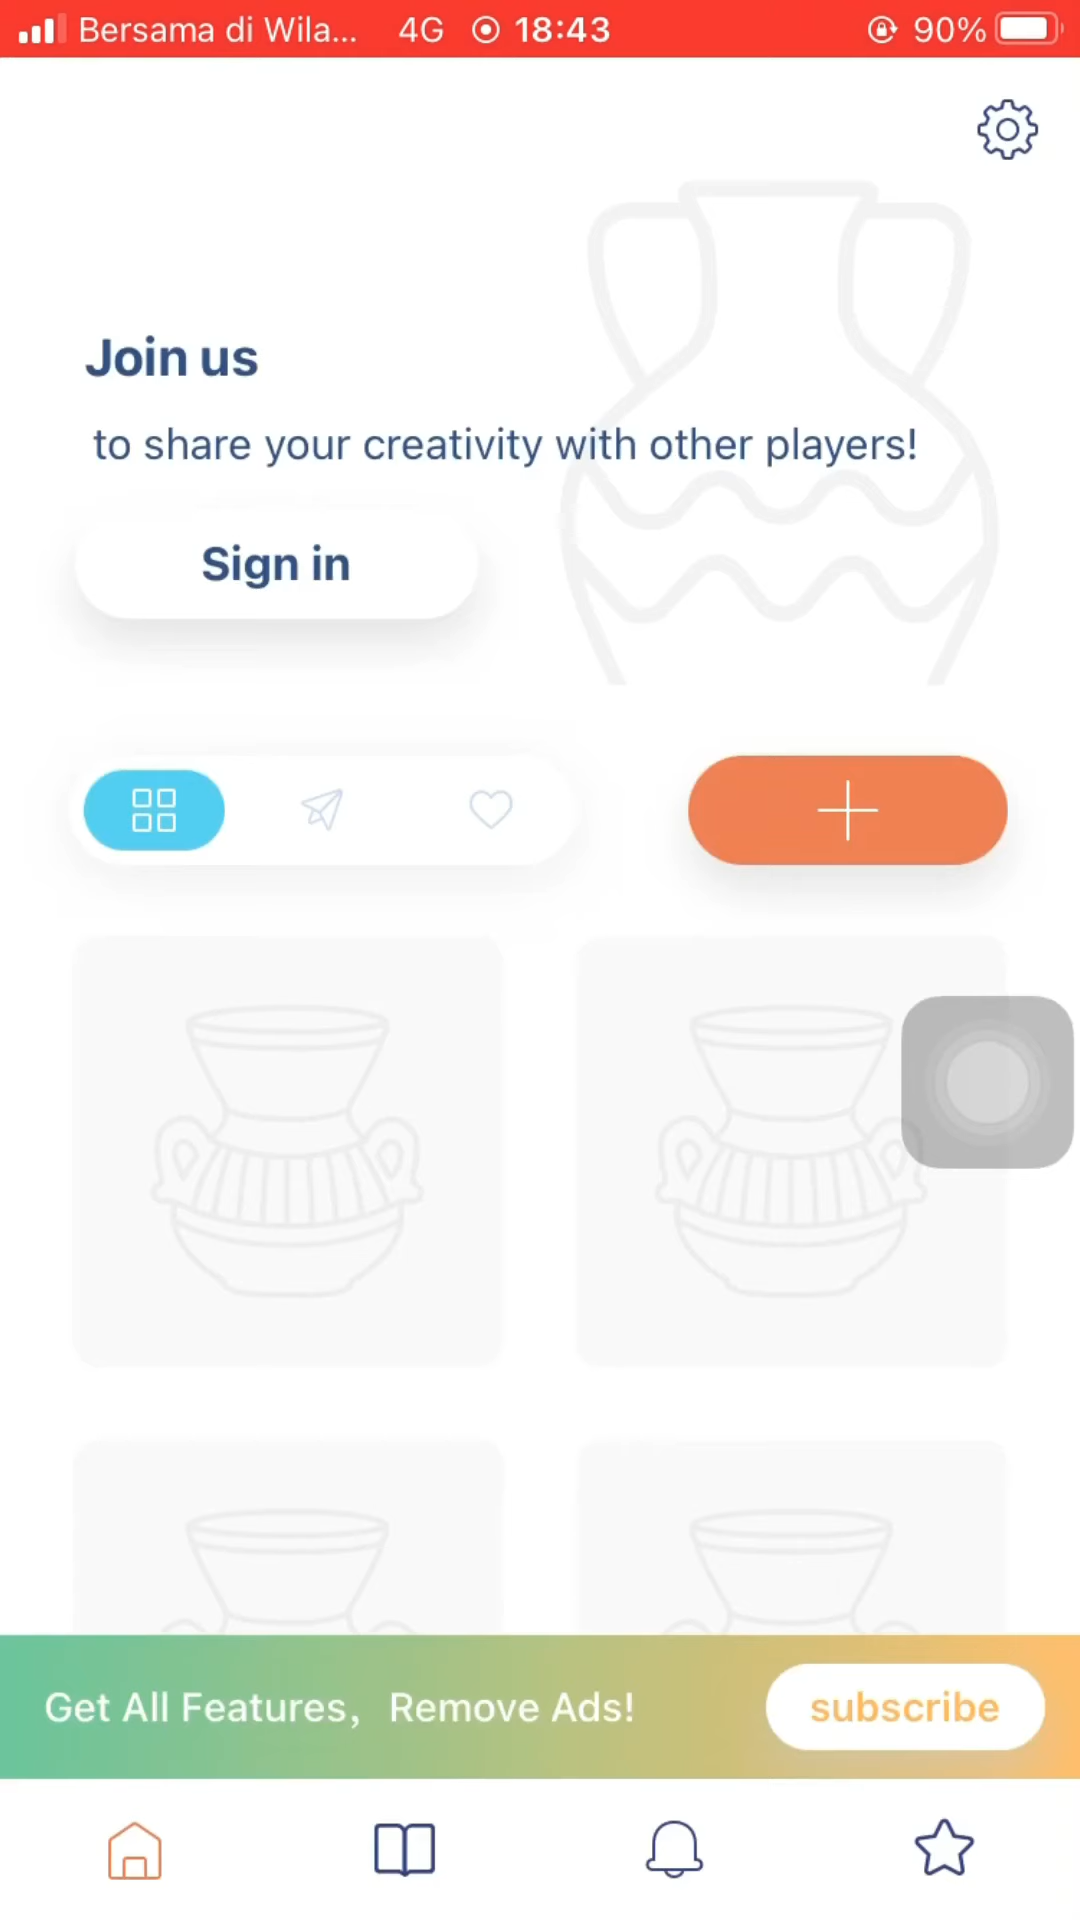 Bersama di Wila... 4G 18:43 90%
Join us
to share your creativity with other players!
Sign in
Get All Features, Remove Ads! subscribe